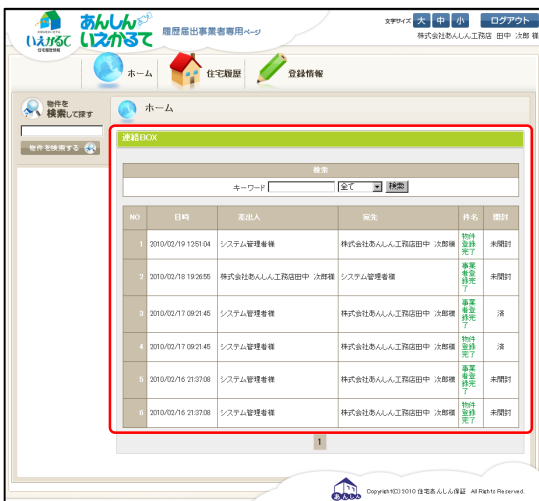 いえかるて
住宅履歴情報
あんしん
いえかるて
履歴届出事業者専用ページ
文字サイズ 大 中 小 ログアウト
株式会社あんしん工務店 田中 次郎 様
ホーム 住宅履歴 登録情報
物件を
検索して探す
物件を検索する
ホーム
連絡BOX
検索
キーワード 全て 検索
NO 日時 差出人 宛先 件名 開封
1 2010/02/19 12:51:04 システム管理者様 株式会社あんしん工務店田中 次郎様 物件登録完了 未開封
2 2010/02/18 19:26:55 株式会社あんしん工務店田中 次郎様 システム管理者様 事業者登録完了 未開封
3 2010/02/17 09:21:45 システム管理者様 株式会社あんしん工務店田中 次郎様 事業者登録完了 済
4 2010/02/17 09:21:45 システム管理者様 株式会社あんしん工務店田中 次郎様 物件登録完了 済
5 2010/02/16 21:37:08 システム管理者様 株式会社あんしん工務店田中 次郎様 事業者登録完了 未開封
6 2010/02/16 21:37:08 システム管理者様 株式会社あんしん工務店田中 次郎様 物件登録完了 未開封
1
あんしん Copyright(C) 2010 住宅あんしん保証 All Rights Reserved.